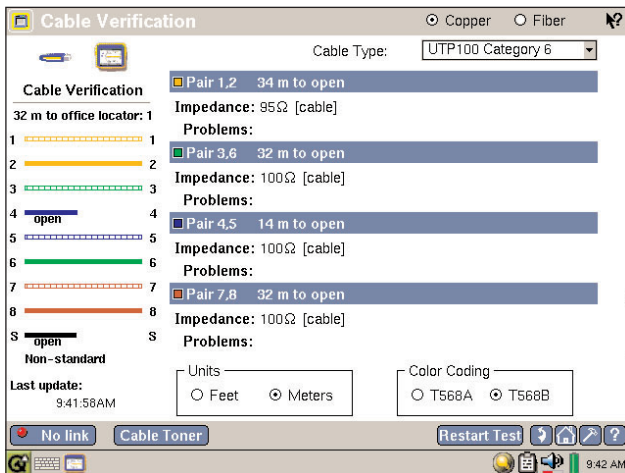 Cable Verification
Copper Fiber
Cable Type: UTP100 Category 6
Cable Verification
32 m to office locator: 1
1 1
2 2
3 3
4 open 4
5 5
6 6
7 7
8 8
S open S
Non-standard
Last update:
9:41:58AM
Pair 1,2 34 m to open
Impedance: 95Ω [cable]
Problems:
Pair 3,6 32 m to open
Impedance: 100Ω [cable]
Problems:
Pair 4,5 14 m to open
Impedance: 100Ω [cable]
Problems:
Pair 7,8 32 m to open
Impedance: 100Ω [cable]
Problems:
Units
Feet Meters
Color Coding
T568A T568B
No link Cable Toner Restart Test ?
9:42 AM